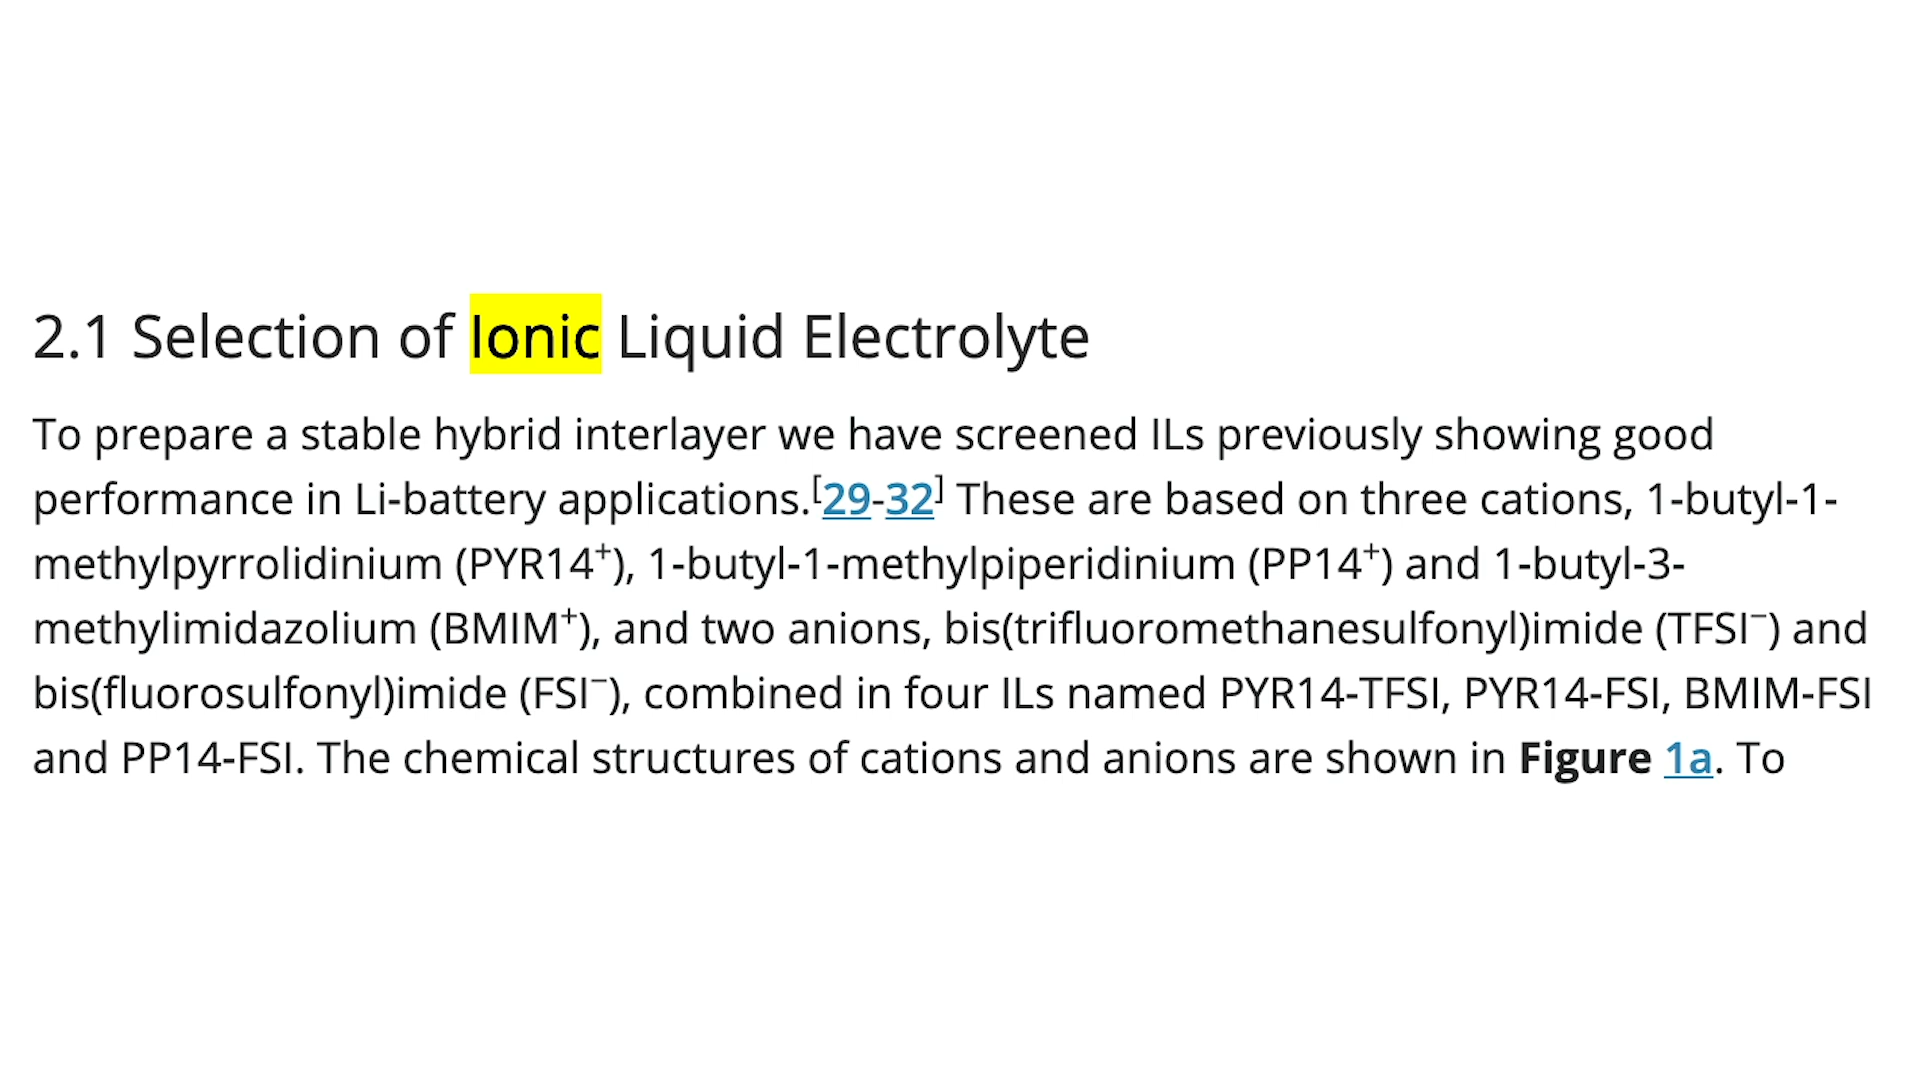 2.1 Selection of Ionic Liquid Electrolyte
To prepare a stable hybrid interlayer we have screened ILs previously showing good
performance in Li-battery applications.[29-32] These are based on three cations, 1-butyl-1-
methylpyrrolidinium (PYR14⁺), 1-butyl-1-methylpiperidinium (PP14⁺) and 1-butyl-3-
methylimidazolium (BMIM⁺), and two anions, bis(trifluoromethanesulfonyl)imide (TFSI⁻) and
bis(fluorosulfonyl)imide (FSI⁻), combined in four ILs named PYR14-TFSI, PYR14-FSI, BMIM-FSI
and PP14-FSI. The chemical structures of cations and anions are shown in Figure 1a. To